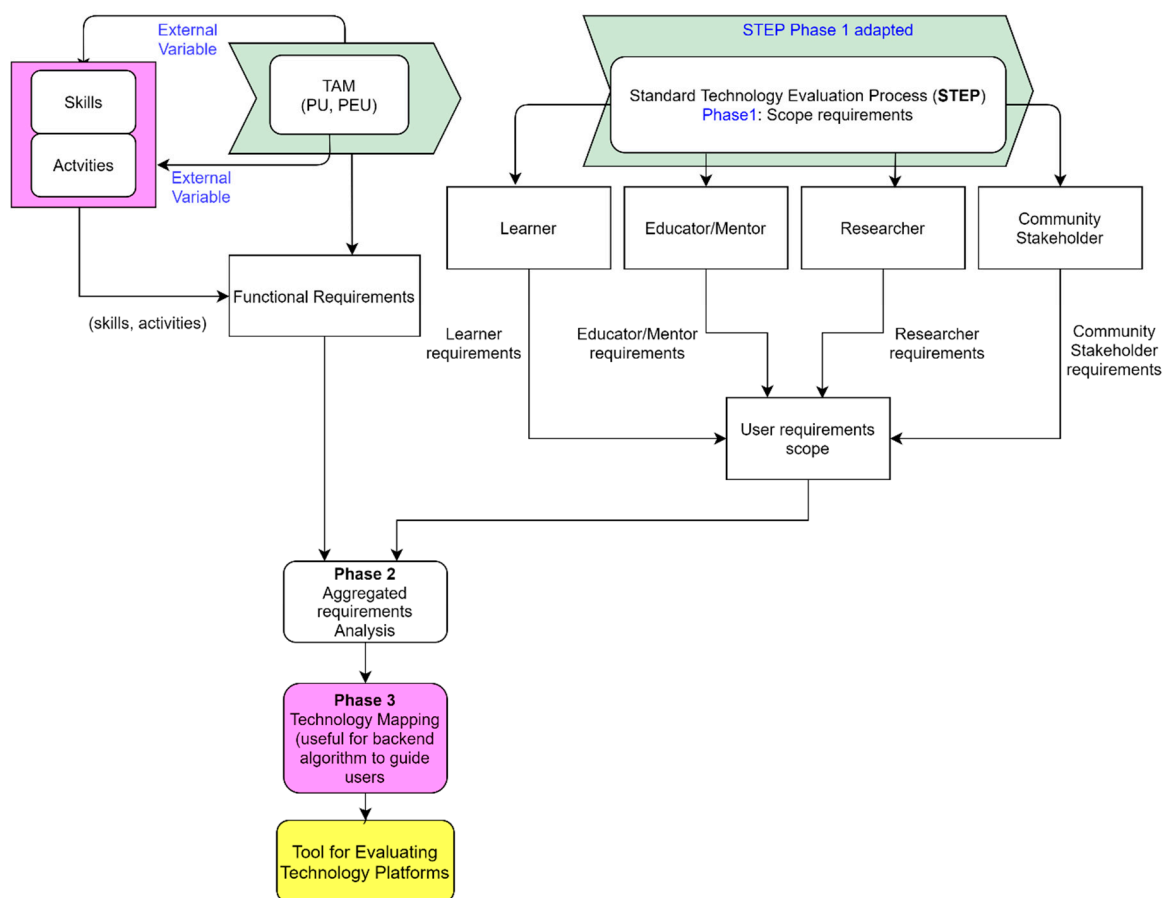 External
Variable
STEP Phase 1 adapted
TAM
(PU, PEU)
Skills
Standard Technology Evaluation Process (STEP)
Phase1: Scope requirements
Actvities
External
Variable
Learner
Educator/Mentor
Researcher
Community
Stakeholder
Functional Requirements
(skills, activities)
Learner
requirements
Educator/Mentor
requirements
Researcher
requirements
Community
Stakeholder
requirements
User requirements
scope
Phase 2
Aggregated
requirements
Analysis
Phase 3
Technology Mapping
(useful for backend
algorithm to guide
users
Tool for Evaluating
Technology Platforms